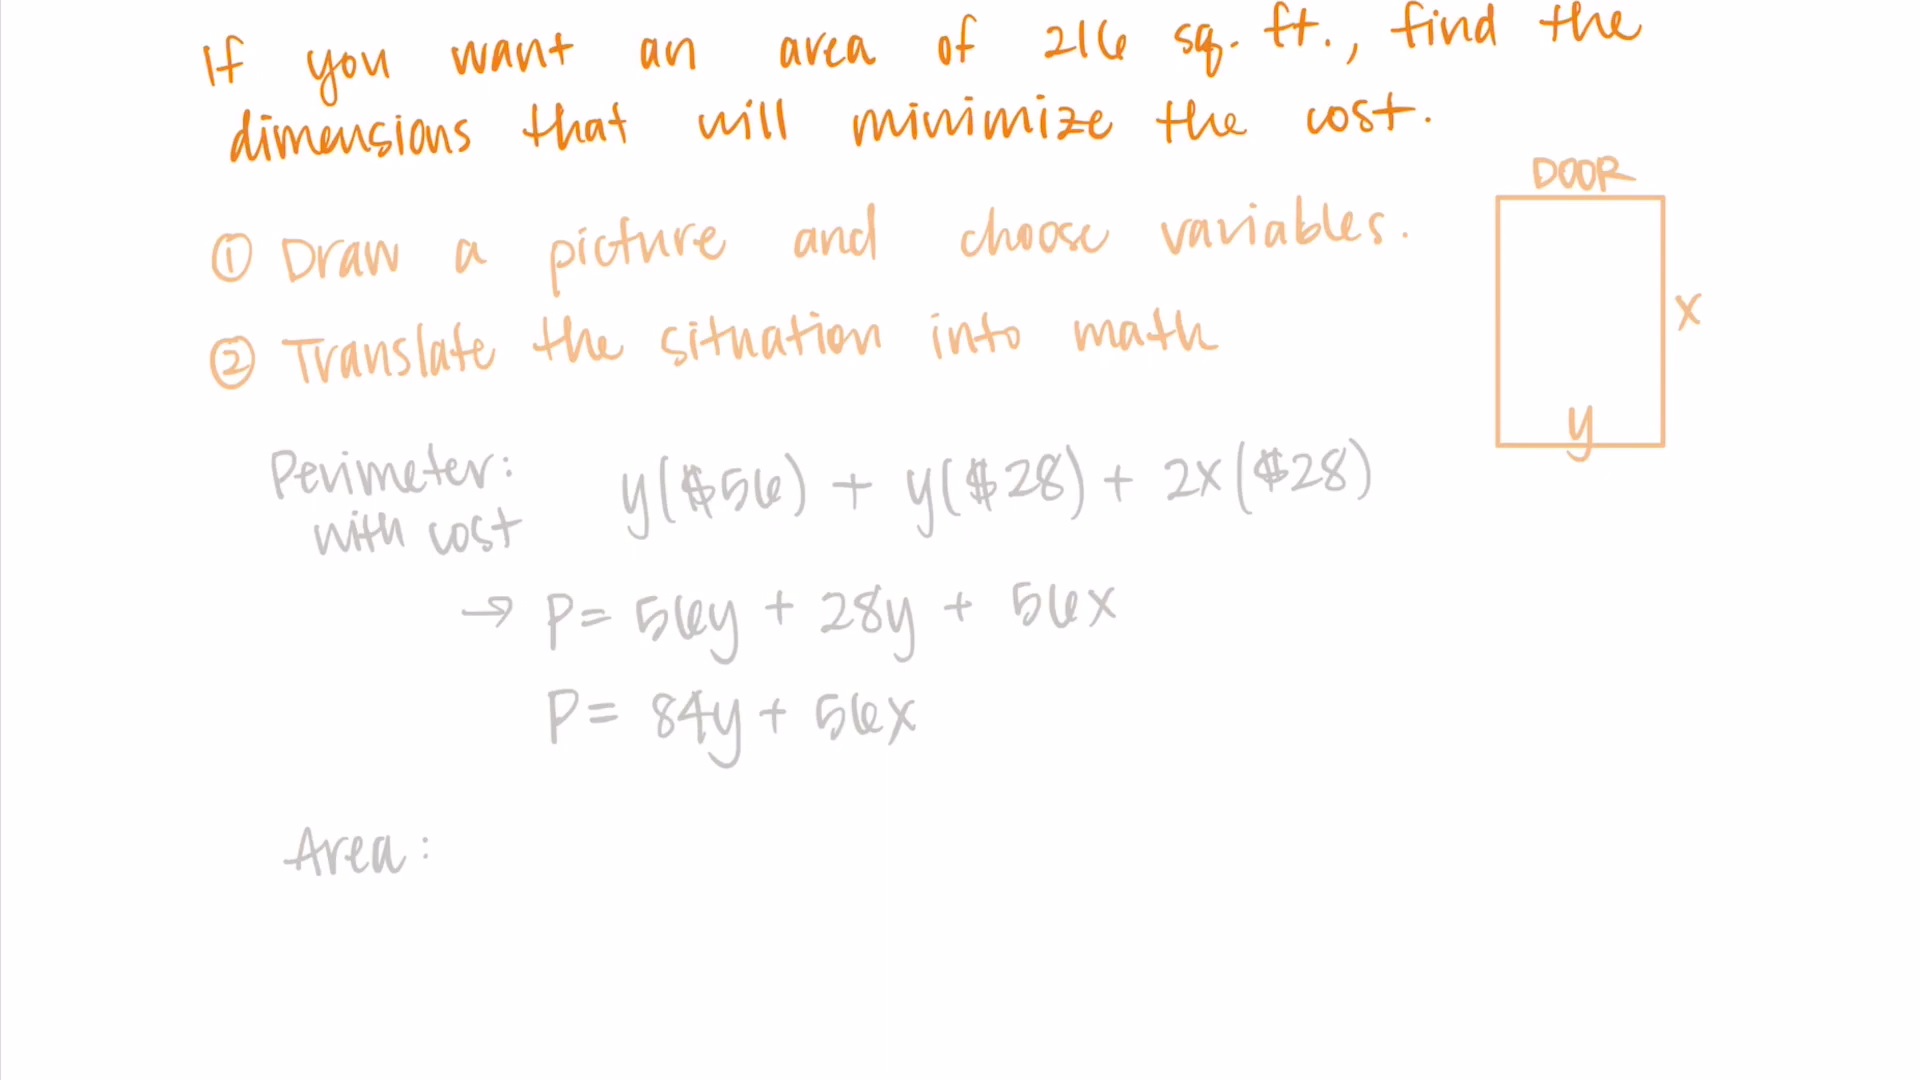 If you want an area of 216 sq. ft., find the
dimensions that will minimize the cost.
DOOR
① Draw a picture and choose variables.
x
② Translate the situation into math
y
Perimeter: y($56) + y($28) + 2x($28)
with cost
→ P= 56y + 28y + 56x
P= 84y + 56x
Area: